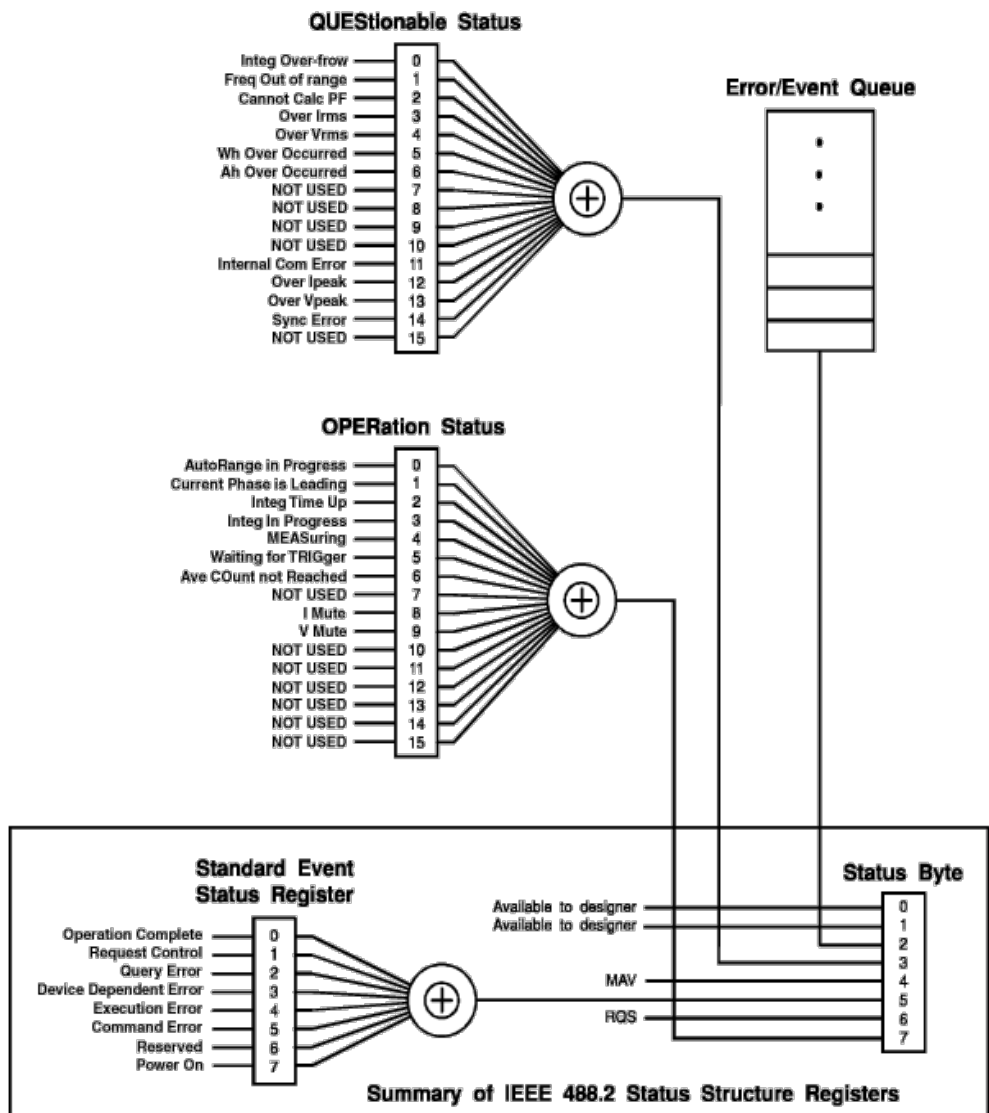 QUEStionable Status
Integ Over-frow 0
Freq Out of range 1
Cannot Calc PF 2
Over Irms 3
Over Vrms 4
Wh Over Occurred 5
Ah Over Occurred 6
NOT USED 7
NOT USED 8
NOT USED 9
NOT USED 10
Internal Com Error 11
Over Ipeak 12
Over Vpeak 13
Sync Error 14
NOT USED 15
Error/Event Queue
OPERation Status
AutoRange in Progress 0
Current Phase is Leading 1
Integ Time Up 2
Integ In Progress 3
MEASuring 4
Waiting for TRIGger 5
Ave COunt not Reached 6
NOT USED 7
I Mute 8
V Mute 9
NOT USED 10
NOT USED 11
NOT USED 12
NOT USED 13
NOT USED 14
NOT USED 15
Standard Event
Status Register
Operation Complete 0
Request Control 1
Query Error 2
Device Dependent Error 3
Execution Error 4
Command Error 5
Reserved 6
Power On 7
Status Byte
Available to designer 0
Available to designer 1
2
3
MAV 4
5
RQS 6
7
Summary of IEEE 488.2 Status Structure Registers